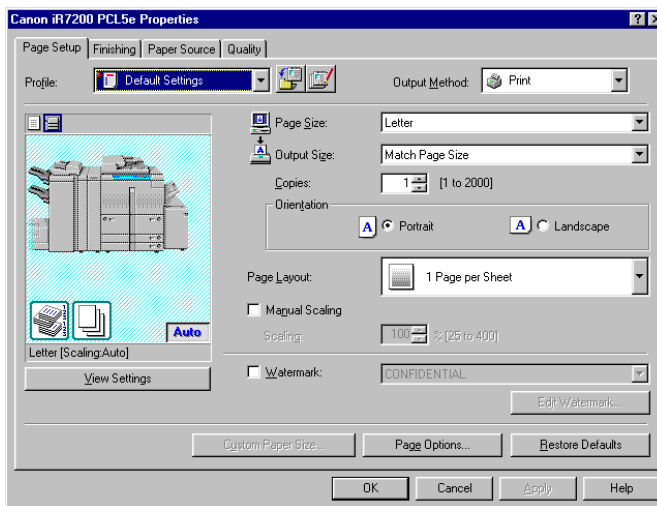 Canon iR7200 PCL5e Properties
Page Setup Finishing Paper Source Quality
Profile: Default Settings Output Method: Print
Page Size: Letter
Output Size: Match Page Size
Copies: 1 [1 to 2000]
Orientation
A Portrait A Landscape
Page Layout: 1 Page per Sheet
Manual Scaling
Scaling: 100 % [25 to 400]
Auto
Letter [Scaling:Auto]
View Settings
Watermark: CONFIDENTIAL
Edit Watermark...
Custom Paper Size... Page Options... Restore Defaults
OK Cancel Apply Help